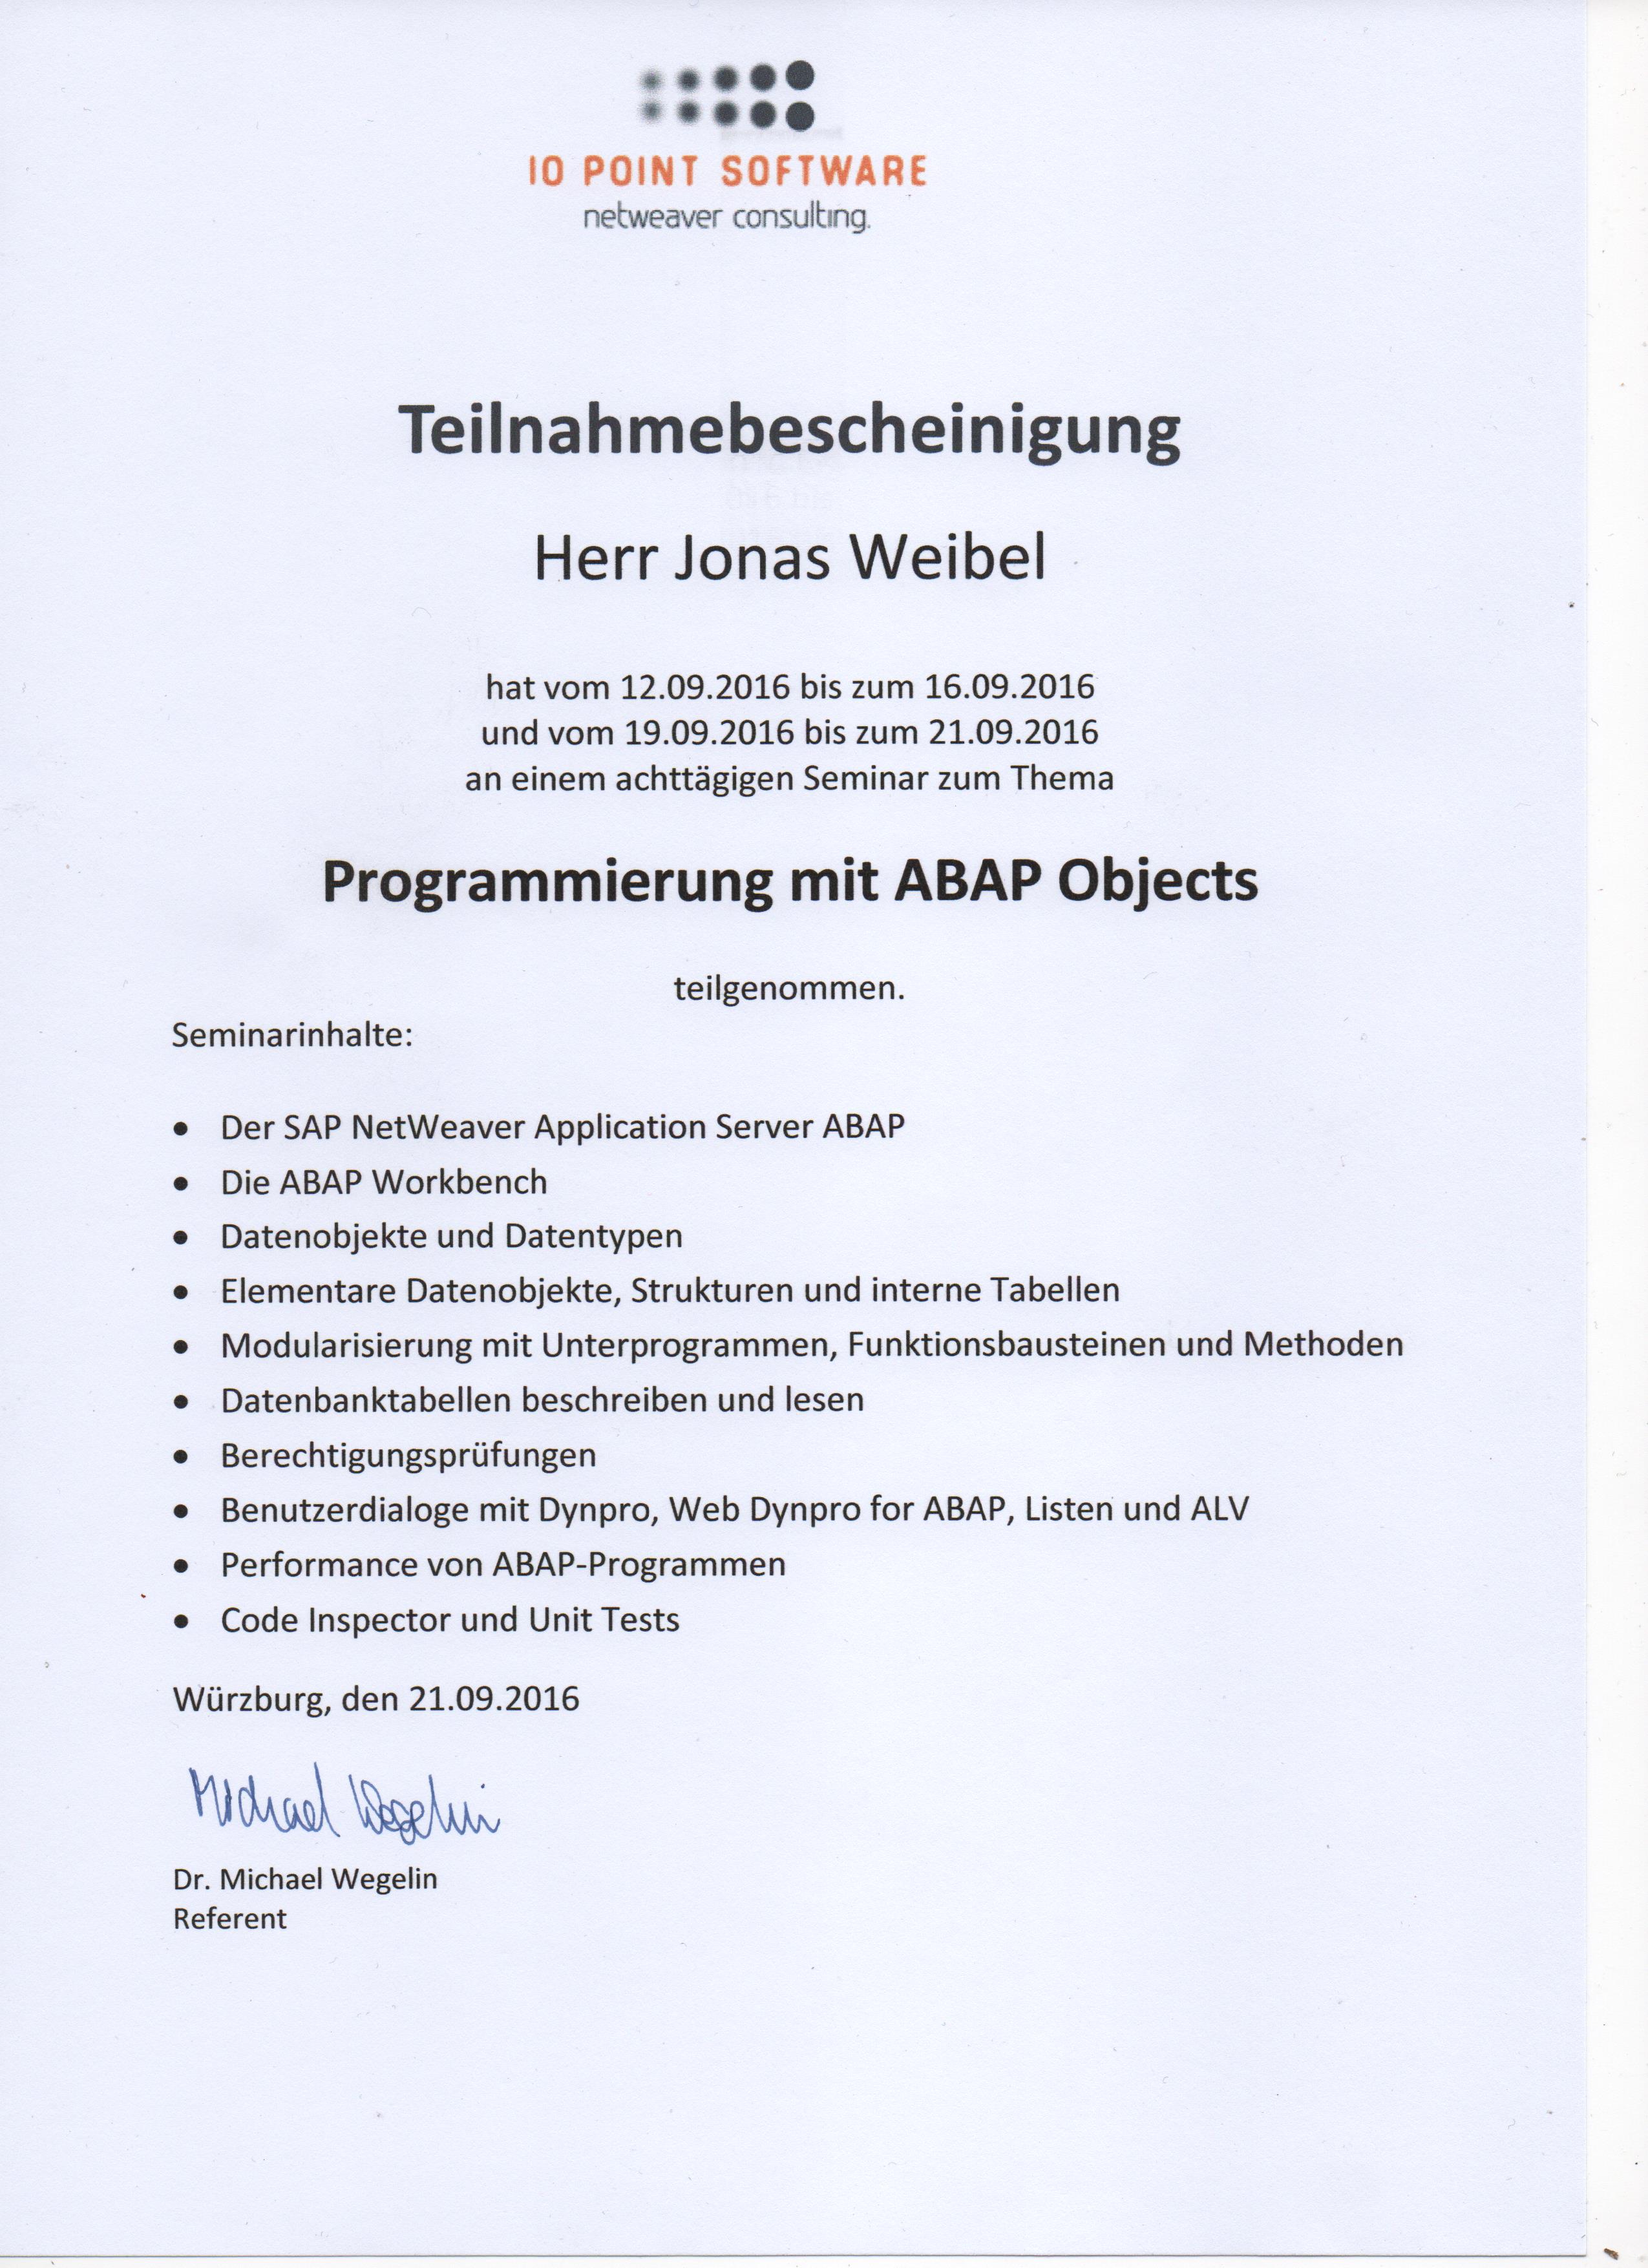 10 POINT SOFTWARE
netweaver consulting.
Teilnahmebescheinigung
Herr Jonas Weibel
hat vom 12.09.2016 bis zum 16.09.2016
und vom 19.09.2016 bis zum 21.09.2016
an einem achttägigen Seminar zum Thema
Programmierung mit ABAP Objects
teilgenommen.
Seminarinhalte:
• Der SAP NetWeaver Application Server ABAP
• Die ABAP Workbench
• Datenobjekte und Datentypen
• Elementare Datenobjekte, Strukturen und interne Tabellen
• Modularisierung mit Unterprogrammen, Funktionsbausteinen und Methoden
• Datenbanktabellen beschreiben und lesen
• Berechtigungsprüfungen
• Benutzerdialoge mit Dynpro, Web Dynpro for ABAP, Listen und ALV
• Performance von ABAP-Programmen
• Code Inspector und Unit Tests
Würzburg, den 21.09.2016
Michael Wegelin
Dr. Michael Wegelin
Referent